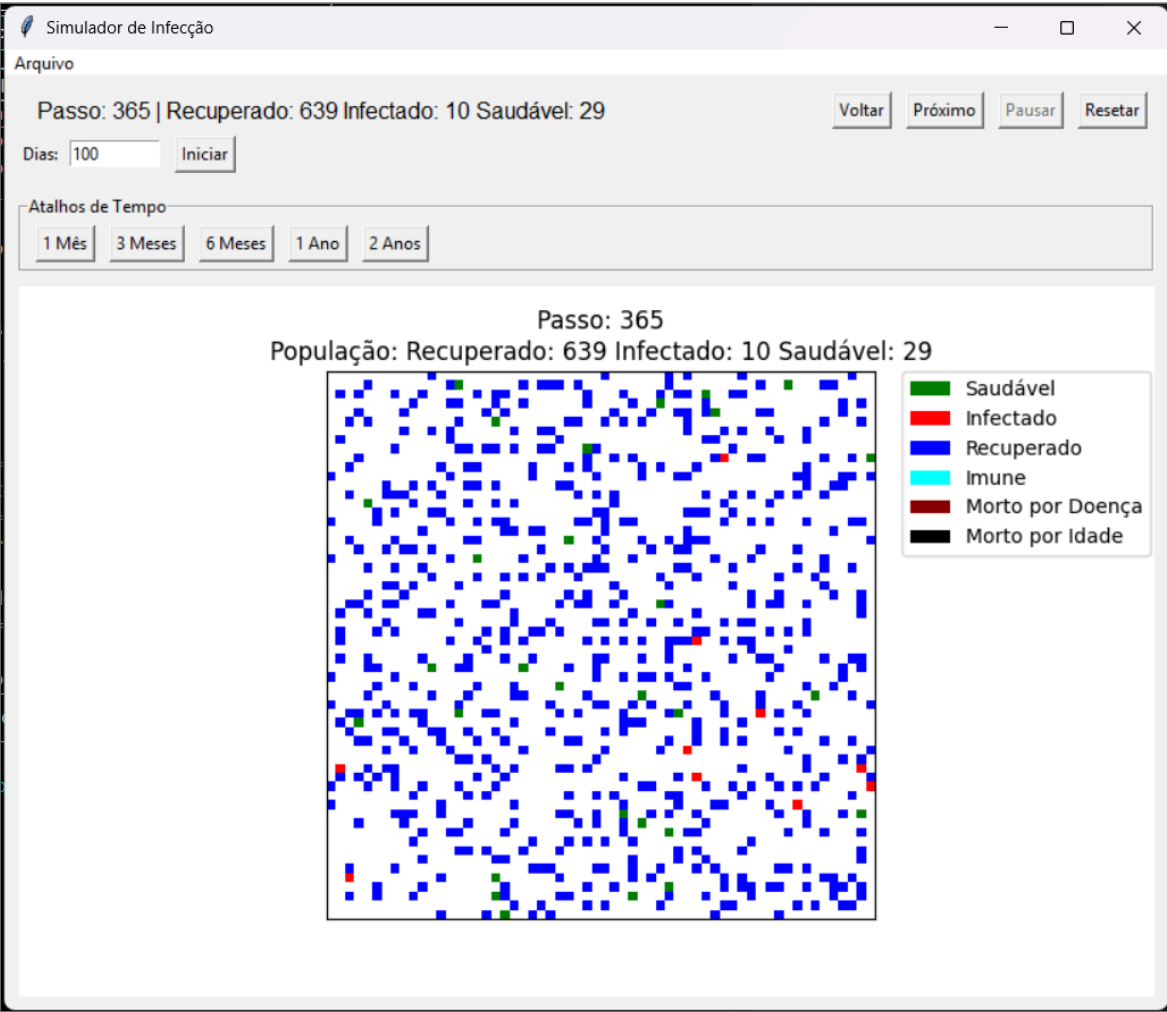 Simulador de Infecção
Arquivo
Passo: 365 | Recuperado: 639 Infectado: 10 Saudável: 29
Voltar Próximo Pausar Resetar
Dias: 100 Iniciar
Atalhos de Tempo
1 Mês 3 Meses 6 Meses 1 Ano 2 Anos
Passo: 365
População: Recuperado: 639 Infectado: 10 Saudável: 29
Saudável
Infectado
Recuperado
Imune
Morto por Doença
Morto por Idade